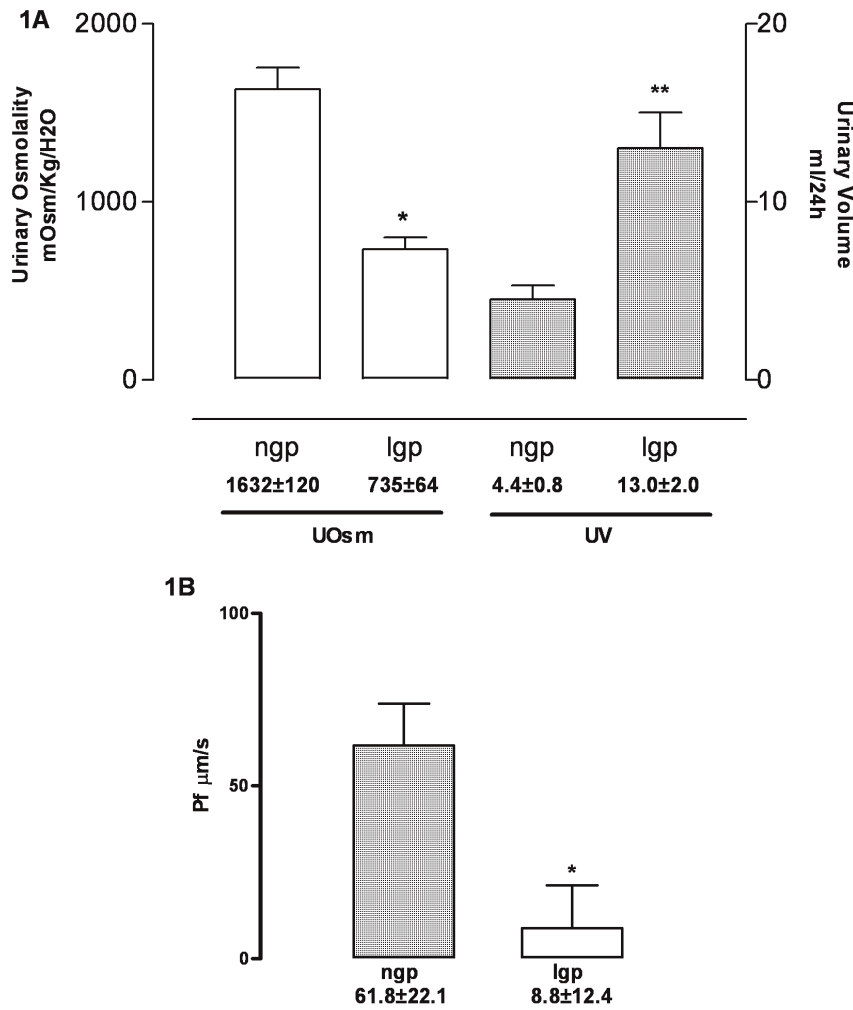 1A
2000
1000
0
Urinary Osmolality
mOsm/Kg/H2O
*
**
20
10
0
Urinary Volume
ml/24h
ngp lgp ngp lgp
1632±120 735±64 4.4±0.8 13.0±2.0
UOsm UV
1B
100
50
0
Pf μm/s
*
ngp lgp
61.8±22.1 8.8±12.4